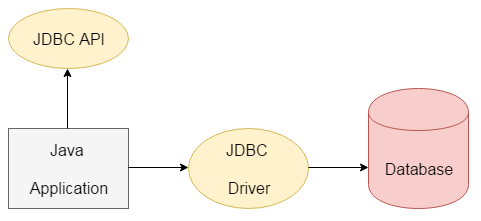 JDBC API
Java
Application
JDBC
Driver
Database